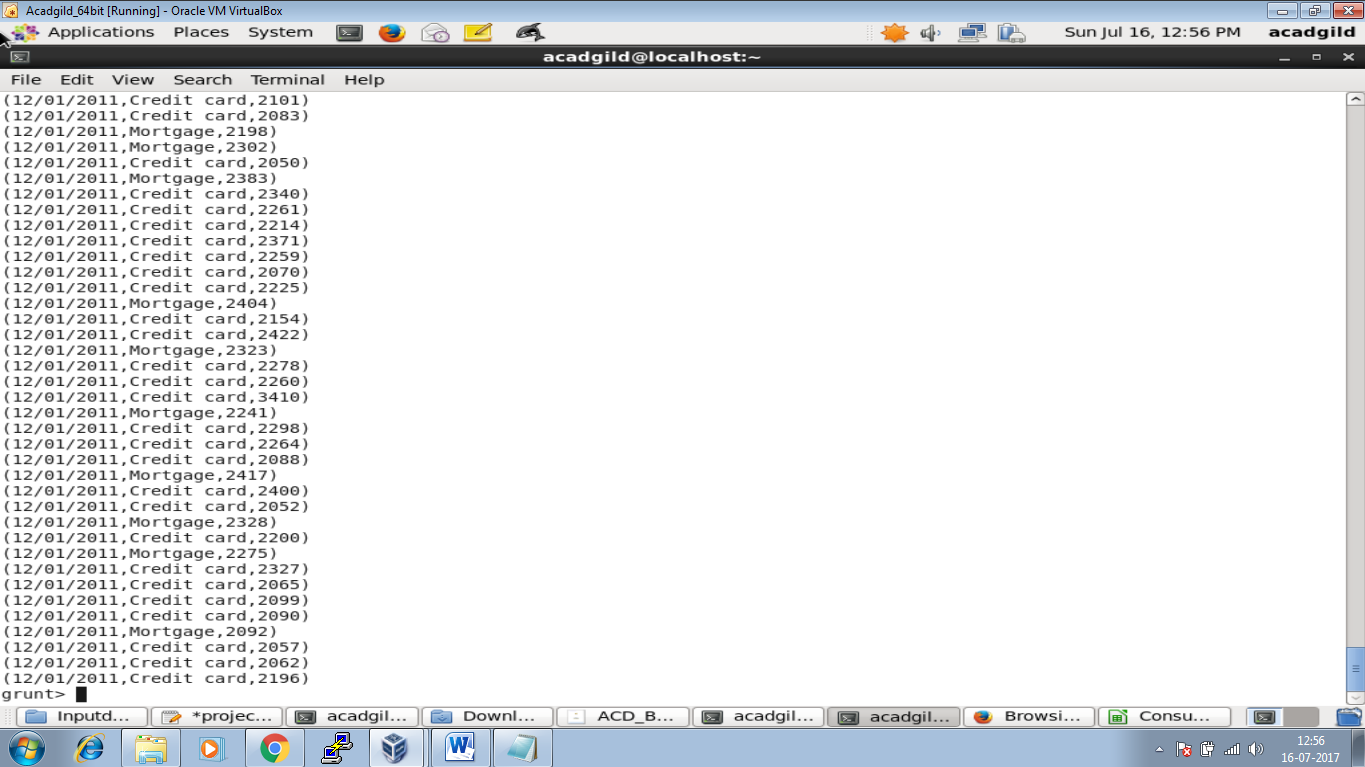 Acadgild_64bit [Running] - Oracle VM VirtualBox
Applications Places System Sun Jul 16, 12:56 PM acadgild
acadgild@localhost:~
File Edit View Search Terminal Help
(12/01/2011,Credit card,2101)
(12/01/2011,Credit card,2083)
(12/01/2011,Mortgage,2198)
(12/01/2011,Mortgage,2302)
(12/01/2011,Credit card,2050)
(12/01/2011,Mortgage,2383)
(12/01/2011,Credit card,2340)
(12/01/2011,Credit card,2261)
(12/01/2011,Credit card,2214)
(12/01/2011,Credit card,2371)
(12/01/2011,Credit card,2259)
(12/01/2011,Credit card,2070)
(12/01/2011,Credit card,2225)
(12/01/2011,Mortgage,2404)
(12/01/2011,Credit card,2154)
(12/01/2011,Credit card,2422)
(12/01/2011,Mortgage,2323)
(12/01/2011,Credit card,2278)
(12/01/2011,Credit card,2260)
(12/01/2011,Credit card,3410)
(12/01/2011,Mortgage,2241)
(12/01/2011,Credit card,2298)
(12/01/2011,Credit card,2264)
(12/01/2011,Credit card,2088)
(12/01/2011,Mortgage,2417)
(12/01/2011,Credit card,2400)
(12/01/2011,Credit card,2052)
(12/01/2011,Mortgage,2328)
(12/01/2011,Credit card,2200)
(12/01/2011,Mortgage,2275)
(12/01/2011,Credit card,2327)
(12/01/2011,Credit card,2065)
(12/01/2011,Credit card,2099)
(12/01/2011,Credit card,2090)
(12/01/2011,Mortgage,2092)
(12/01/2011,Credit card,2057)
(12/01/2011,Credit card,2062)
(12/01/2011,Credit card,2196)
grunt>
Inputd... *projec... acadgil... Downl... ACD_B... acadgil... acadgil... Browsi... Consu...
12:56
16-07-2017